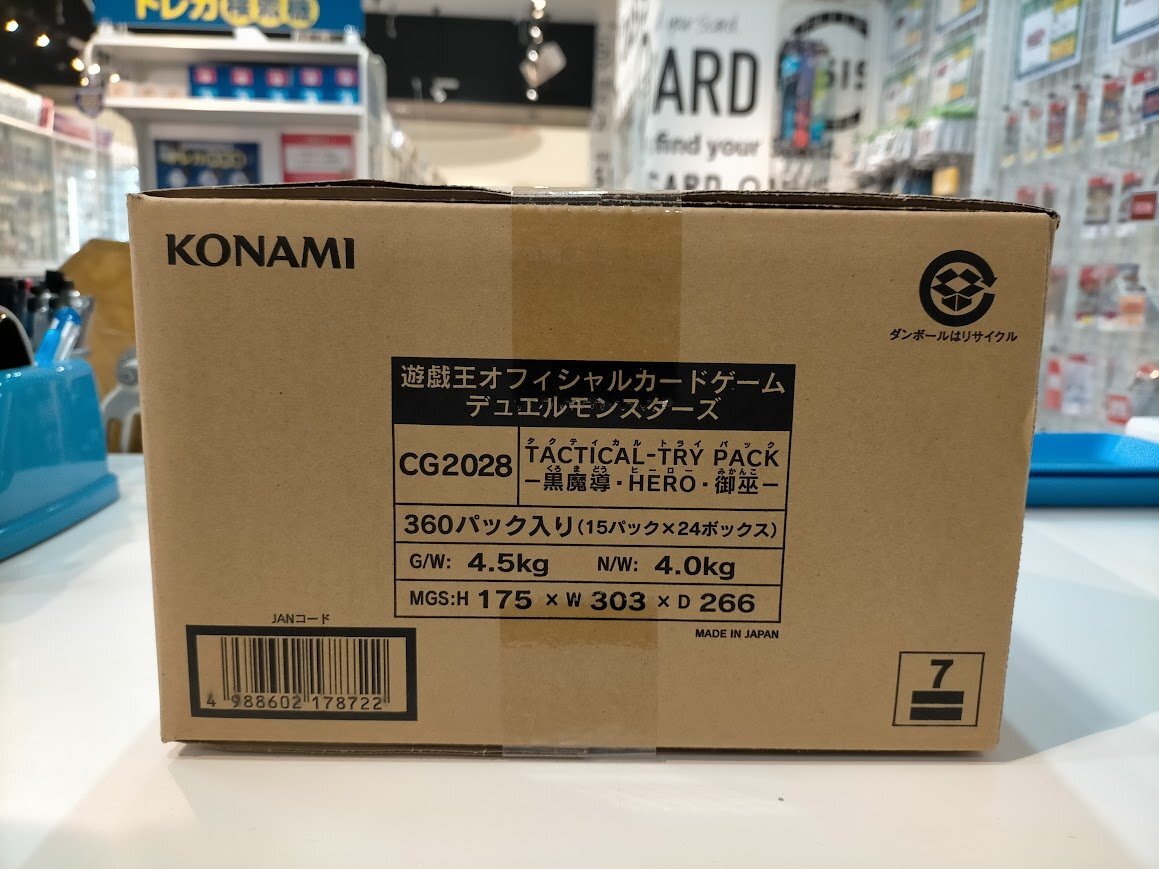 ARD
find your
KONAMI
ダンボールはリサイクル
遊戯王オフィシャルカードゲーム
デュエルモンスターズ
CG2028
タクティカル トライ パック
TACTICAL-TRY PACK
くろ ま どう ヒーロー みかんこ
－黒魔導・HERO・御巫－
360パック入り(15パック×24ボックス)
G/W: 4.5kg N/W: 4.0kg
MGS:H 175 × W 303 × D 266
MADE IN JAPAN
JANコード
4 988602 178722
7